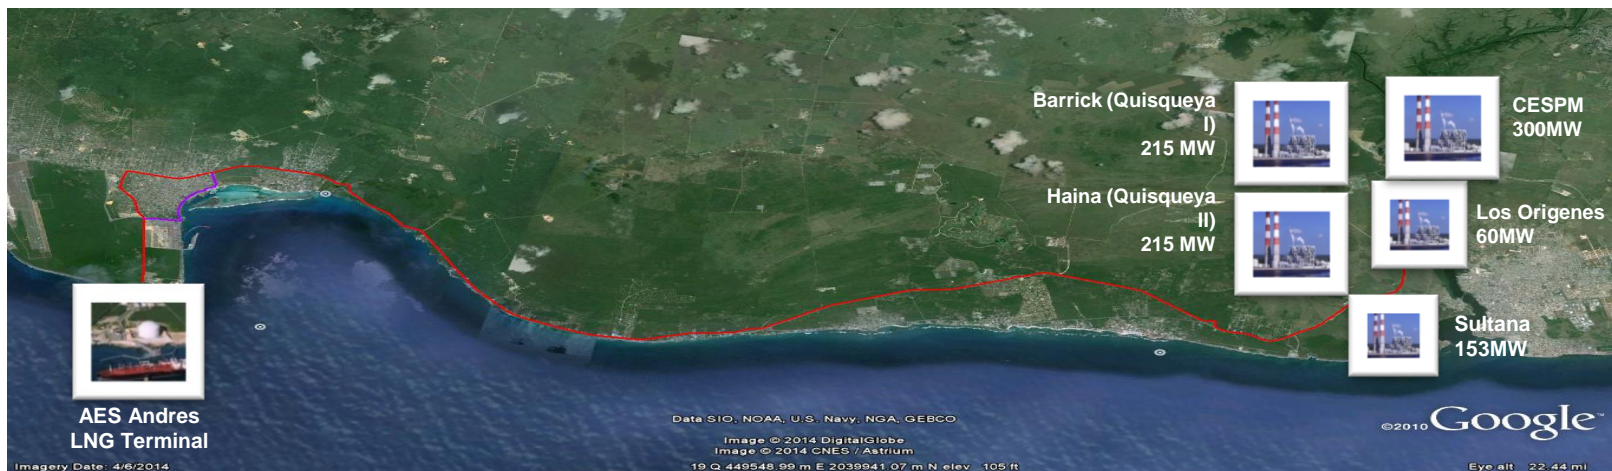 Barrick (Quisqueya
I)
215 MW
CESPM
300MW
Haina (Quisqueya
II)
215 MW
Los Origenes
60MW
Sultana
153MW
AES Andres
LNG Terminal
Data SIO, NOAA, U.S. Navy, NGA, GEBCO
Image © 2014 DigitalGlobe
Image © 2014 CNES / Astrium
©2010 Google™
Imagery Date: 4/6/2014
19 Q 449548.99 m E 2039941.07 m N elev 105 ft
Eye alt 22.44 mi